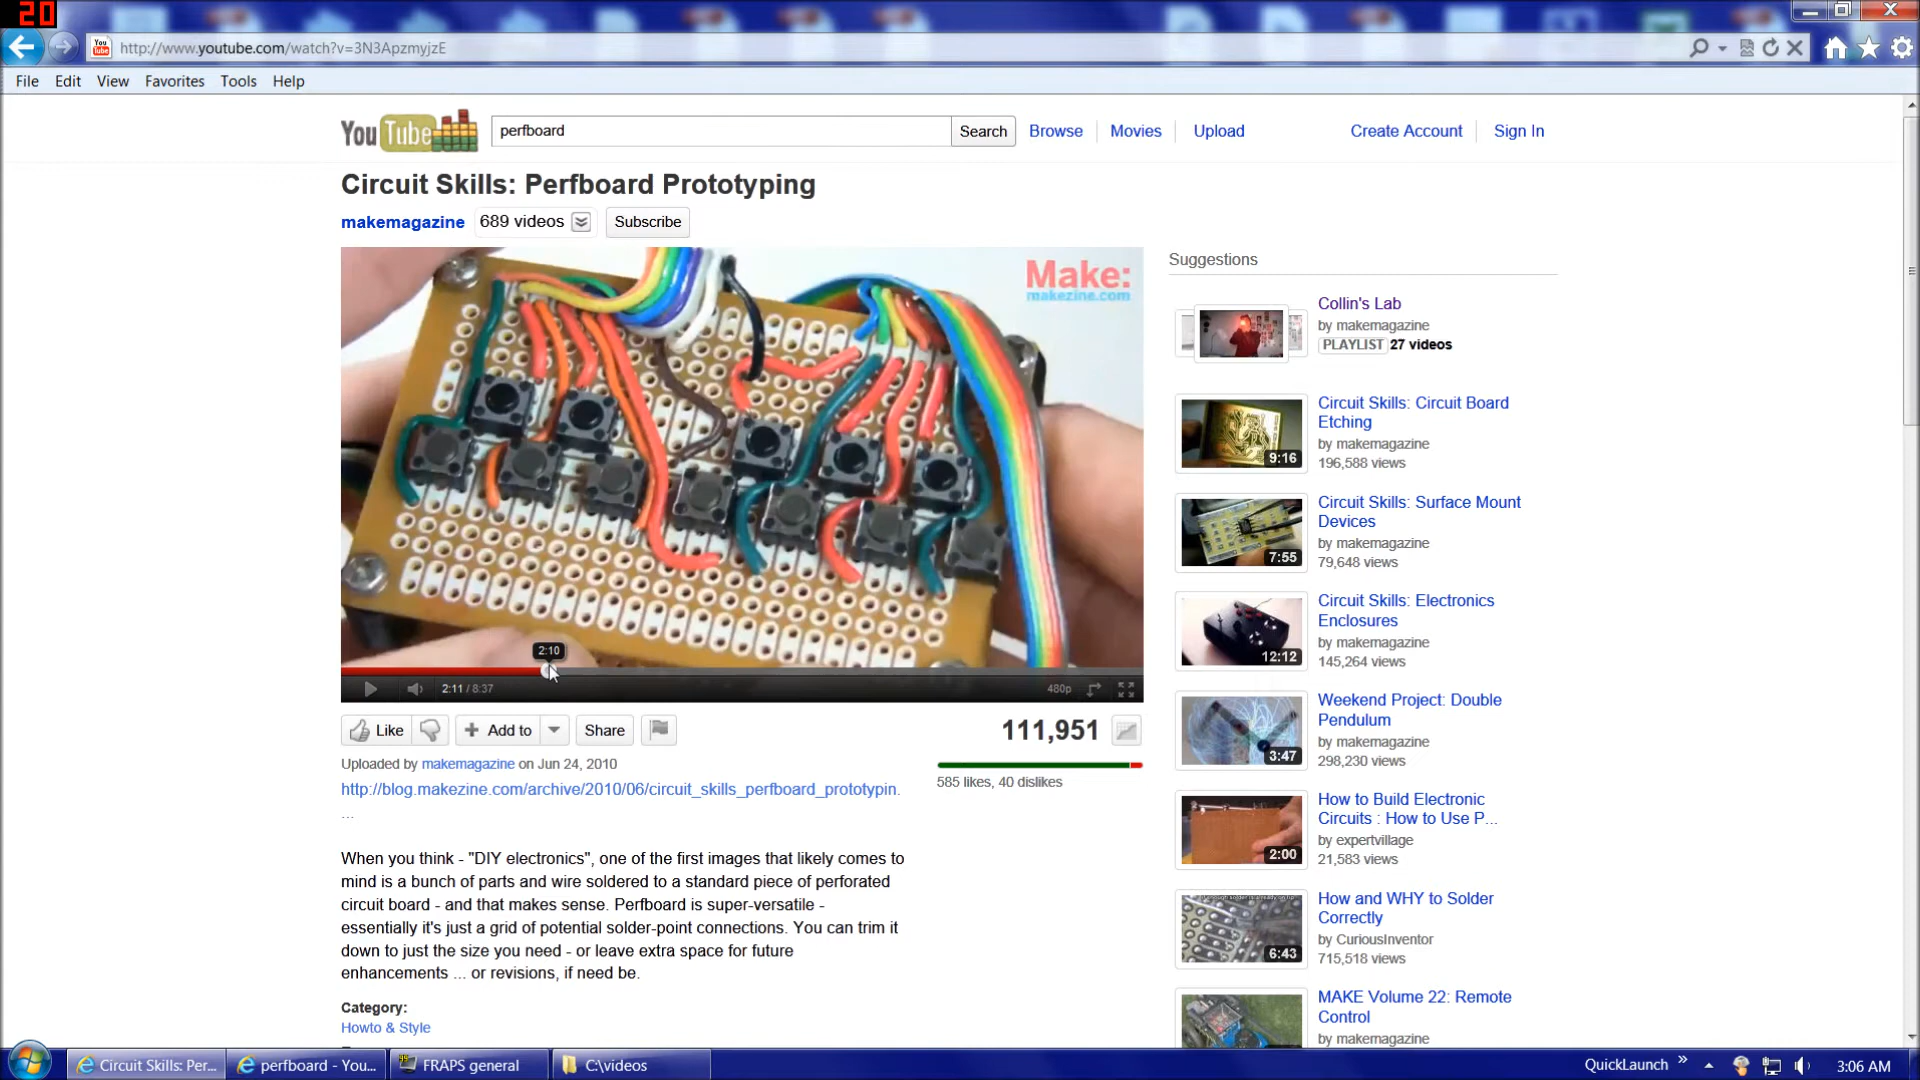 20
http://www.youtube.com/watch?v=3N3ApzmyjzE
File Edit View Favorites Tools Help
YouTube
perfboard
Search
Browse
Movies
Upload
Create Account
Sign In
Circuit Skills: Perfboard Prototyping
makemagazine 689 videos Subscribe
Make:
makezine.com
2:10
2:11 / 8:37
480p
Like
Add to
Share
111,951
Uploaded by makemagazine on Jun 24, 2010
585 likes, 40 dislikes
http://blog.makezine.com/archive/2010/06/circuit_skills_perfboard_prototypin.
...
When you think - "DIY electronics", one of the first images that likely comes to
mind is a bunch of parts and wire soldered to a standard piece of perforated
circuit board - and that makes sense. Perfboard is super-versatile -
essentially it's just a grid of potential solder-point connections. You can trim it
down to just the size you need - or leave extra space for future
enhancements ... or revisions, if need be.
Category:
Howto & Style
Suggestions
Collin's Lab
by makemagazine
PLAYLIST 27 videos
Circuit Skills: Circuit Board
Etching
by makemagazine
196,588 views
9:16
Circuit Skills: Surface Mount
Devices
by makemagazine
79,648 views
7:55
Circuit Skills: Electronics
Enclosures
by makemagazine
145,264 views
12:12
Weekend Project: Double
Pendulum
by makemagazine
298,230 views
3:47
How to Build Electronic
Circuits : How to Use P...
by expertvillage
21,583 views
2:00
How and WHY to Solder
Correctly
by CuriousInventor
715,518 views
6:43
MAKE Volume 22: Remote
Control
by makemagazine
Circuit Skills: Per...
perfboard - You...
FRAPS general
C:\videos
QuickLaunch
3:06 AM